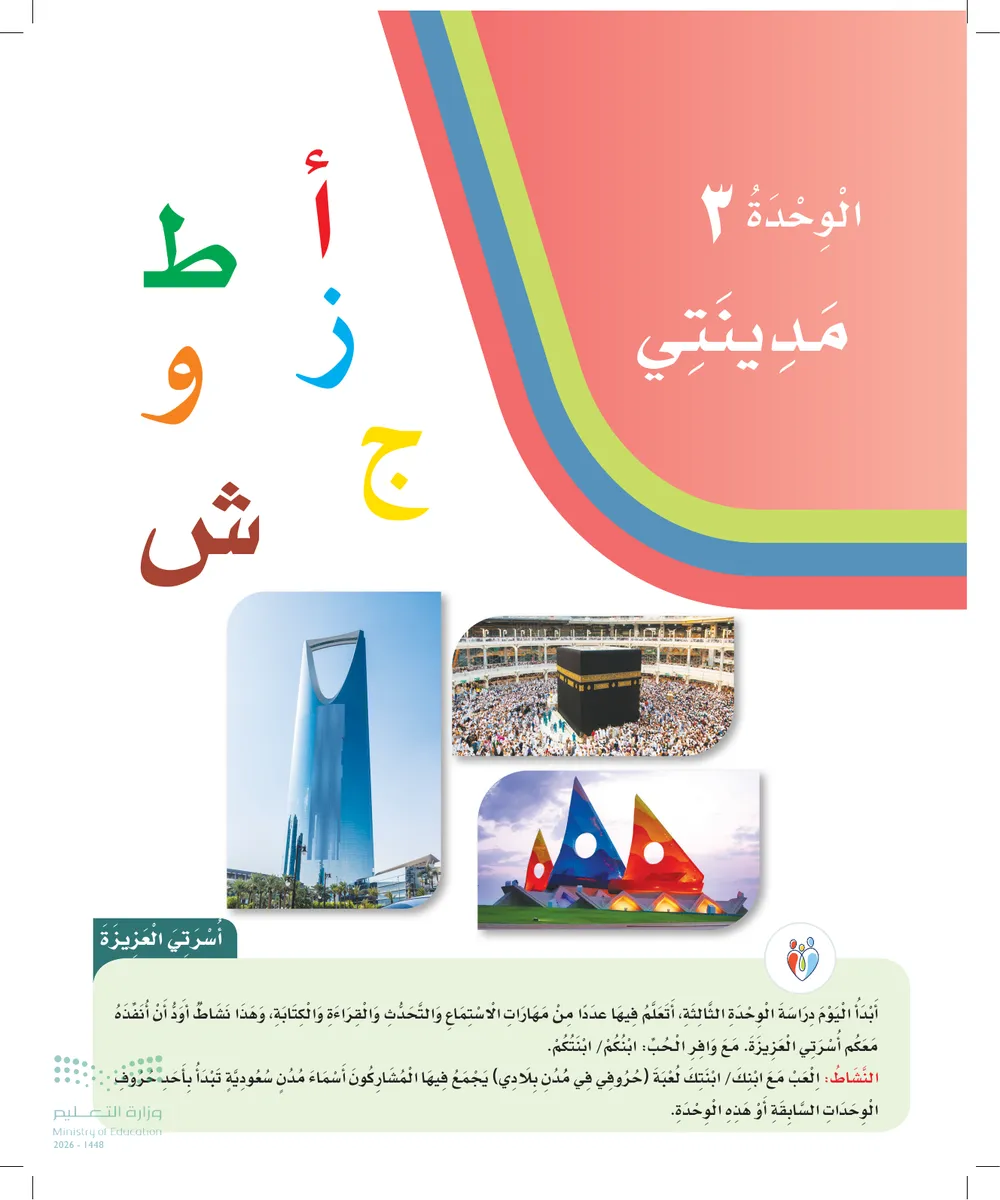 الْوِحْدَةُ ٣
مَدِينَتِي
أ
ط
ز
و
ج
ش
أُسْرَتِيَ الْعَزِيزَةَ
أَبْدَأُ الْيَوْمَ دِرَاسَةَ الْوِحْدَةِ الثَّالِثَةِ، أَتَعَلَّمُ فِيهَا عدَدًا مِنْ مَهَارَاتِ الِاسْتِمَاعِ وَالتَّحَدُّثِ وَالْقِرَاءَةِ وَالْكِتَابَةِ، وَهَذَا نَشَاطٌ أَوَدُّ أَنْ أُنَفِّذَهُ
مَعَكُم أُسْرَتِي الْعَزِيزَةَ. مَعَ وَافِرِ الْحُبِّ: ابْنُكُمْ/ ابْنَتُكُمْ.
النَّشَاطُ: اِلْعَبْ مَعَ ابْنِكَ/ ابْنَتِكَ لُعْبَةَ (حُرُوفِي فِي مُدُنِ بِلَادِي) يَجْمَعُ فِيهَا الْمُشَارِكُونَ أَسْمَاءَ مُدُنٍ سُعُودِيَّةٍ تَبْدَأُ بِأَحَدِ حُرُوفِ
الْوِحَدَاتِ السَّابِقَةِ أَوْ هَذِهِ الْوِحْدَةِ.
وزارة التعليم
Ministry of Education
2026 - 1448